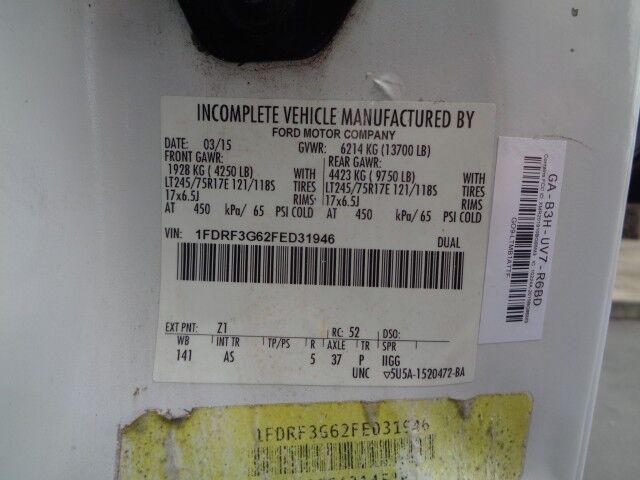 INCOMPLETE VEHICLE MANUFACTURED BY
FORD MOTOR COMPANY
DATE: 03/15 GVWR: 6214 KG (13700 LB)
FRONT GAWR: REAR GAWR:
1928 KG ( 4250 LB) WITH 4423 KG ( 9750 LB) WITH
LT245/75R17E 121/118S TIRES LT245/75R17E 121/118S TIRES
17x6.5J RIMS 17x6.5J RIMS
AT 450 kPa/ 65 PSI COLD AT 450 kPa/ 65 PSI COLD
VIN: 1FDRF3G62FED31946 DUAL
EXT PNT: Z1 RC: 52 DSO:
WB INT TR TP/PS R AXLE TR SPR
141 AS 5 37 P IIGG
UNC ▽5U5A-1520472-BA
GA-B3H-UV7-R6BD
1FDRF3G62FED31946